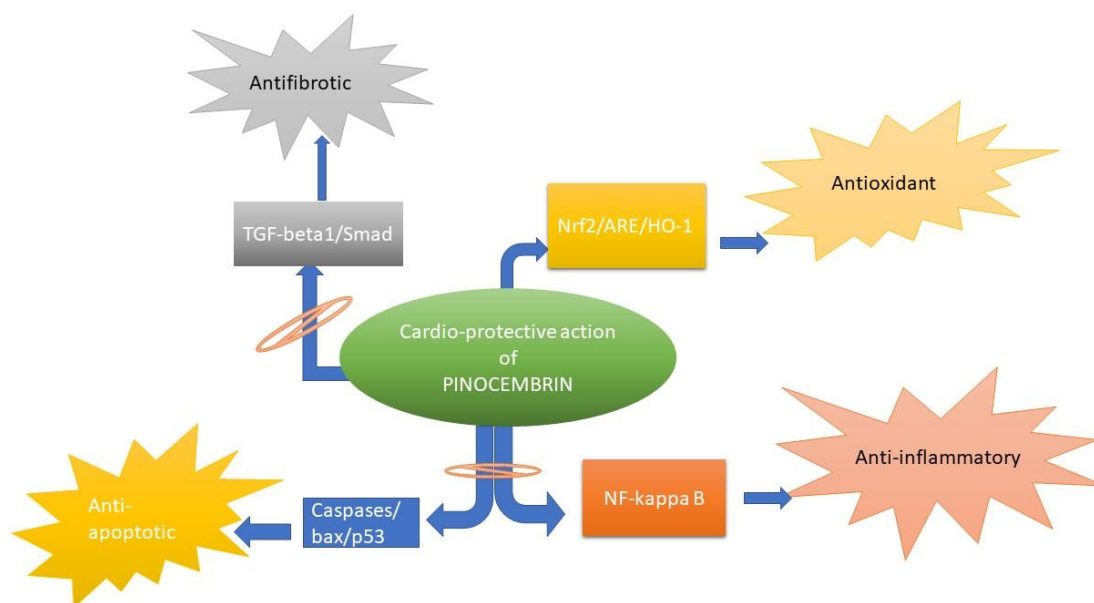 Antifibrotic
Antioxidant
TGF-beta1/Smad
Nrf2/ARE/HO-1
Cardio-protective action
of
PINOCEMBRIN
Anti-inflammatory
NF-kappa B
Caspases/
bax/p53
Anti-
apoptotic